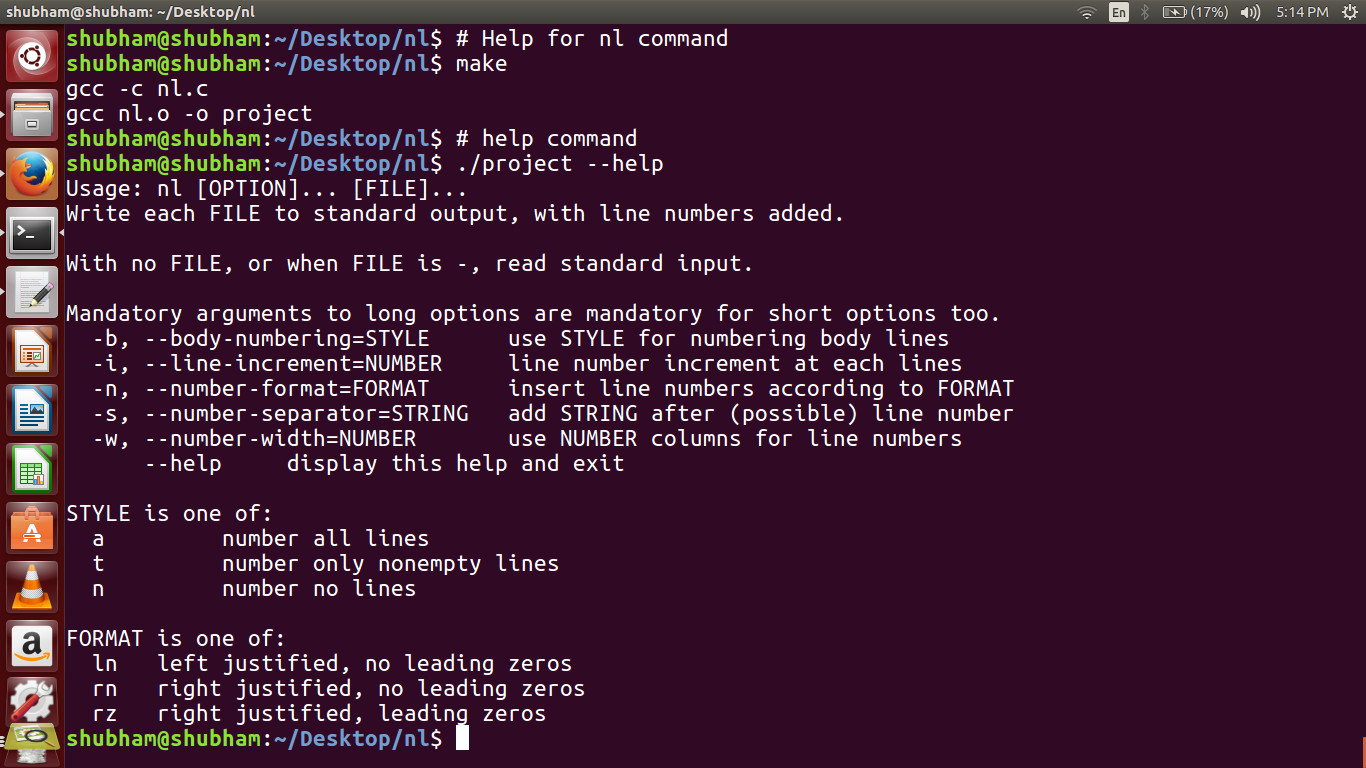 shubham@shubham: ~/Desktop/nl En (17%) 5:14 PM
shubham@shubham:~/Desktop/nl$ # Help for nl command
shubham@shubham:~/Desktop/nl$ make
gcc -c nl.c
gcc nl.o -o project
shubham@shubham:~/Desktop/nl$ # help command
shubham@shubham:~/Desktop/nl$ ./project --help
Usage: nl [OPTION]... [FILE]...
Write each FILE to standard output, with line numbers added.

With no FILE, or when FILE is -, read standard input.

Mandatory arguments to long options are mandatory for short options too.
  -b, --body-numbering=STYLE      use STYLE for numbering body lines
  -i, --line-increment=NUMBER     line number increment at each lines
  -n, --number-format=FORMAT      insert line numbers according to FORMAT
  -s, --number-separator=STRING   add STRING after (possible) line number
  -w, --number-width=NUMBER       use NUMBER columns for line numbers
      --help     display this help and exit

STYLE is one of:
  a         number all lines
  t         number only nonempty lines
  n         number no lines

FORMAT is one of:
  ln   left justified, no leading zeros
  rn   right justified, no leading zeros
  rz   right justified, leading zeros
shubham@shubham:~/Desktop/nl$